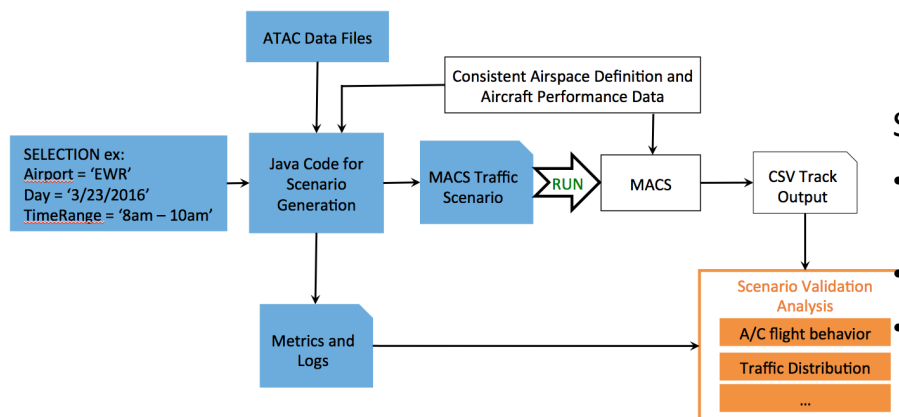 ATAC Data Files
Consistent Airspace Definition and
Aircraft Performance Data
SELECTION ex:
Airport = ‘EWR’
Day = ‘3/23/2016’
TimeRange = ‘8am – 10am’
Java Code for
Scenario
Generation
MACS Traffic
Scenario
RUN
MACS
CSV Track
Output
S
•
•
•
Metrics and
Logs
Scenario Validation
Analysis
A/C flight behavior
Traffic Distribution
...